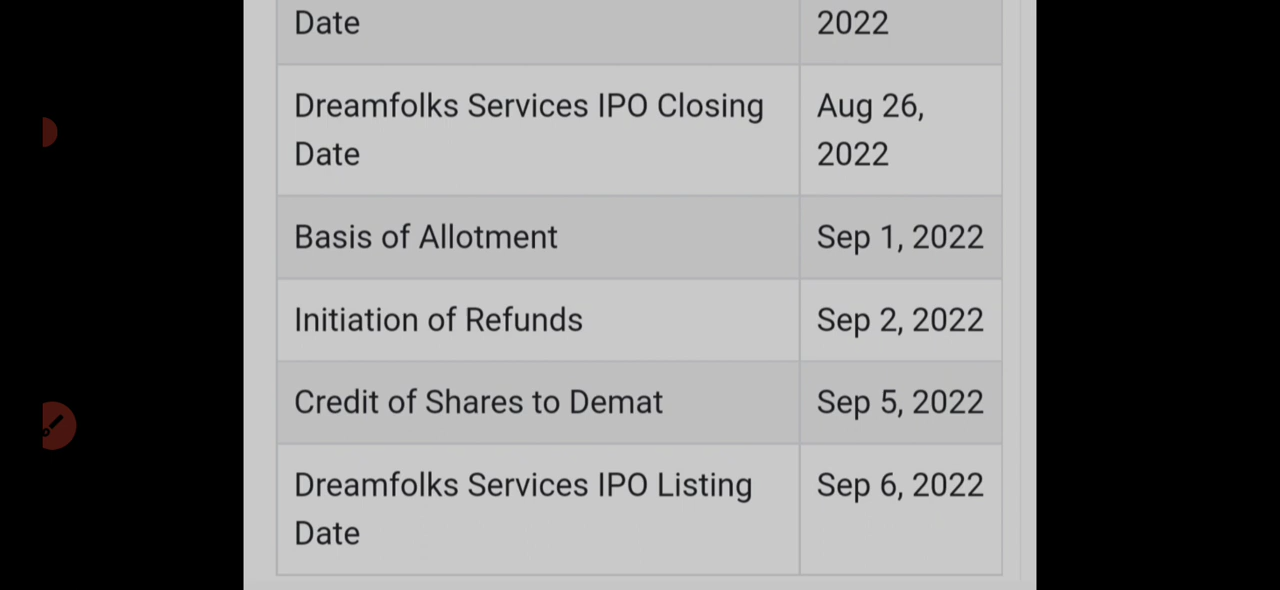 Date 2022
Dreamfolks Services IPO Closing Aug 26,
Date 2022
Basis of Allotment Sep 1, 2022
Initiation of Refunds Sep 2, 2022
Credit of Shares to Demat Sep 5, 2022
Dreamfolks Services IPO Listing Sep 6, 2022
Date